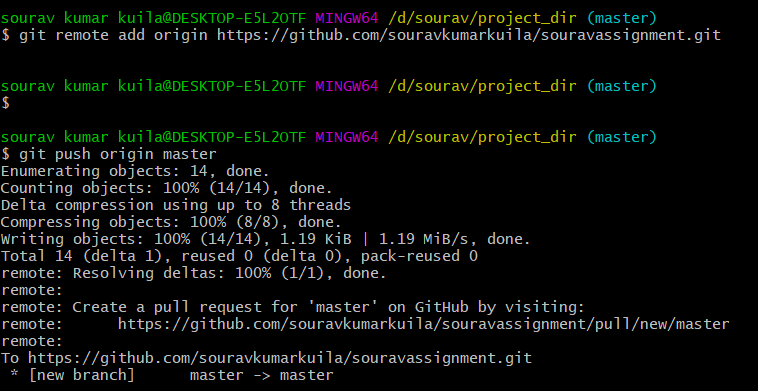 sourav kumar kuila@DESKTOP-E5L2OTF MINGW64 /d/sourav/project_dir (master)
$ git remote add origin https://github.com/souravkumarkuila/souravassignment.git
sourav kumar kuila@DESKTOP-E5L2OTF MINGW64 /d/sourav/project_dir (master)
$
sourav kumar kuila@DESKTOP-E5L2OTF MINGW64 /d/sourav/project_dir (master)
$ git push origin master
Enumerating objects: 14, done.
Counting objects: 100% (14/14), done.
Delta compression using up to 8 threads
Compressing objects: 100% (8/8), done.
Writing objects: 100% (14/14), 1.19 KiB | 1.19 MiB/s, done.
Total 14 (delta 1), reused 0 (delta 0), pack-reused 0
remote: Resolving deltas: 100% (1/1), done.
remote:
remote: Create a pull request for 'master' on GitHub by visiting:
remote:      https://github.com/souravkumarkuila/souravassignment/pull/new/master
remote:
To https://github.com/souravkumarkuila/souravassignment.git
 * [new branch]      master -> master